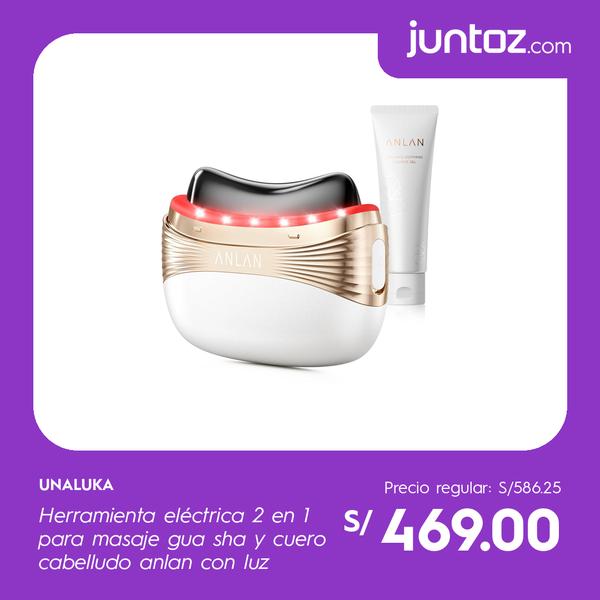 juntoz.com
ANLAN
ANLAN
UNALUKA
Herramienta eléctrica 2 en 1
para masaje gua sha y cuero
cabelludo anlan con luz
Precio regular: S/586.25
S/ 469.00